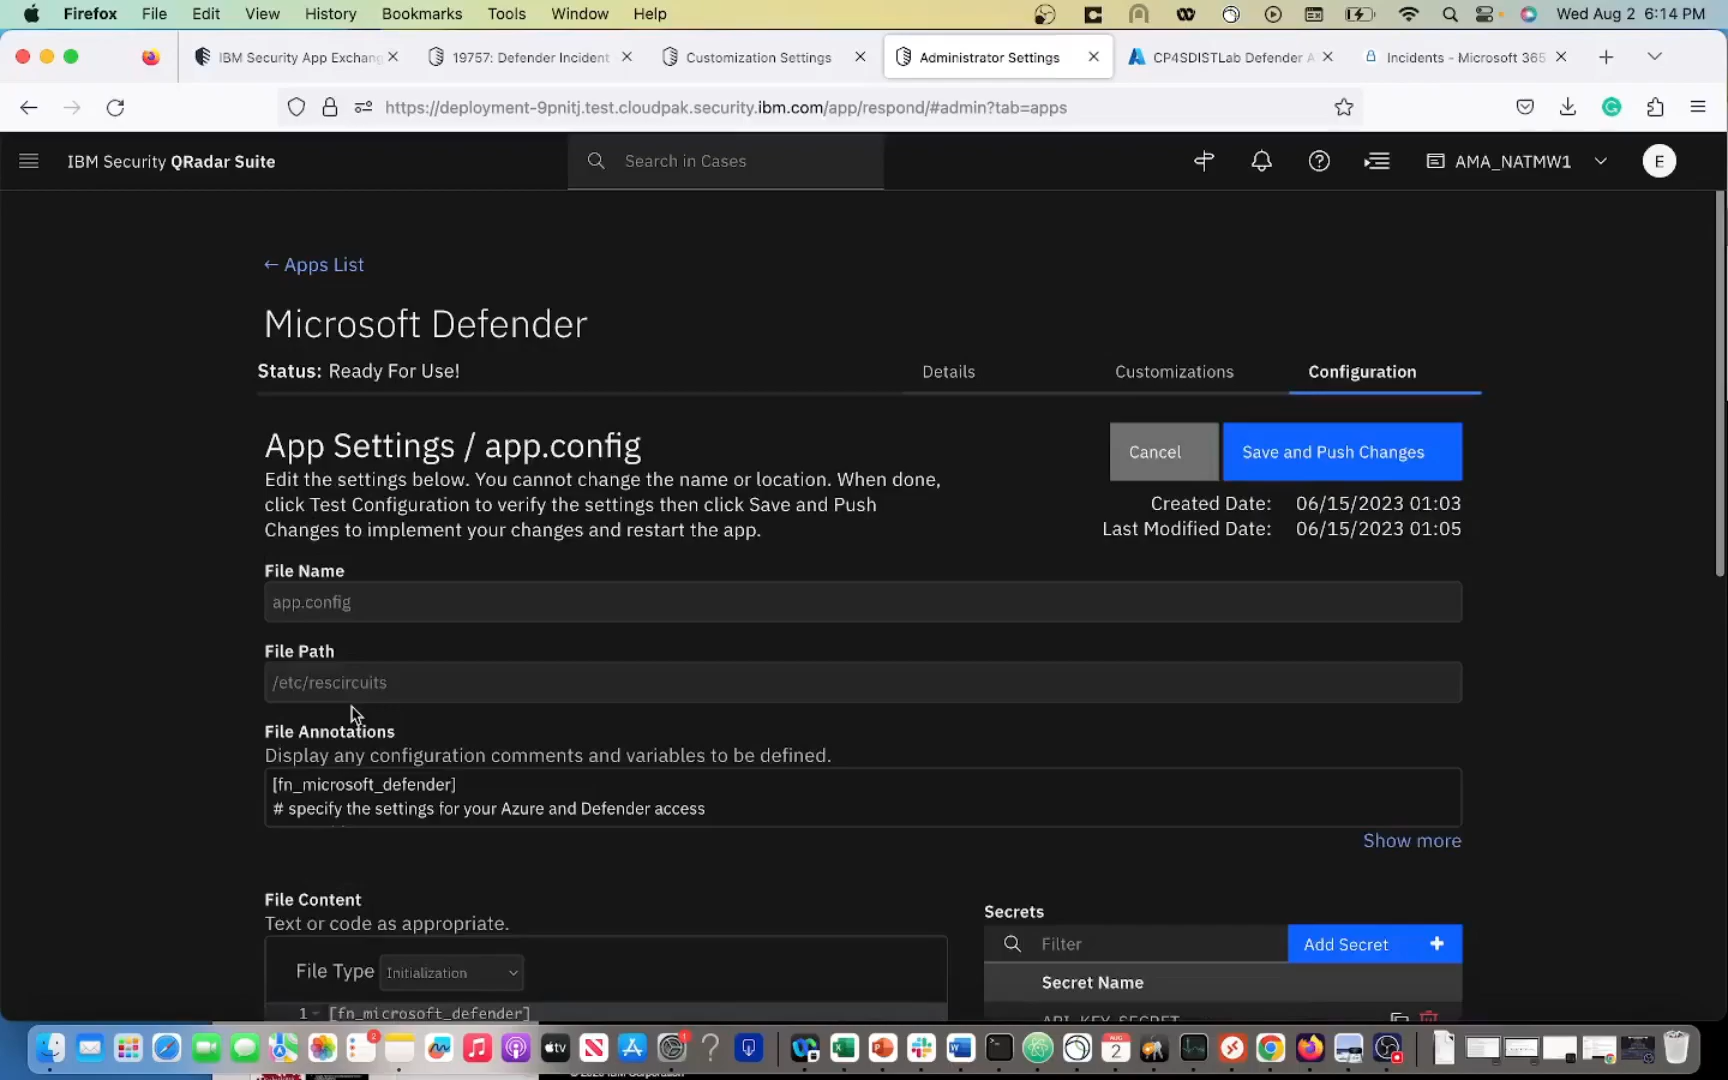 Firefox File Edit View History Bookmarks Tools Window Help Wed Aug 2 6:14 PM
IBM Security App Exchang 19757: Defender Incident Customization Settings Administrator Settings CP4SDISTLab Defender A Incidents - Microsoft 365
https://deployment-9pnitj.test.cloudpak.security.ibm.com/app/respond/#admin?tab=apps
IBM Security QRadar Suite Search in Cases AMA_NATMW1 E
← Apps List
Microsoft Defender
Status: Ready For Use! Details Customizations Configuration
App Settings / app.config Cancel Save and Push Changes
Edit the settings below. You cannot change the name or location. When done,
click Test Configuration to verify the settings then click Save and Push
Changes to implement your changes and restart the app.
Created Date: 06/15/2023 01:03
Last Modified Date: 06/15/2023 01:05
File Name
app.config
File Path
/etc/rescircuits
File Annotations
Display any configuration comments and variables to be defined.
[fn_microsoft_defender]
# specify the settings for your Azure and Defender access
Show more
File Content
Text or code as appropriate.
File Type Initialization
1 [fn_microsoft_defender]
Secrets
Filter Add Secret +
Secret Name
API_KEY_SECRET
tv
AUG
2